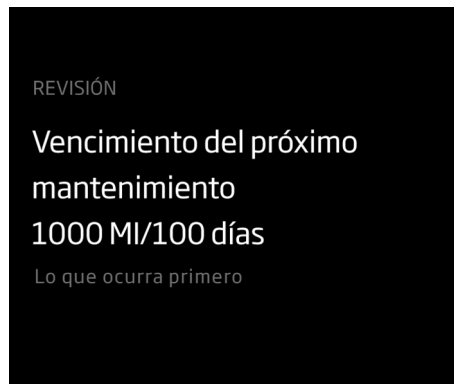 REVISIÓN
Vencimiento del próximo
mantenimiento
1000 MI/100 días
Lo que ocurra primero